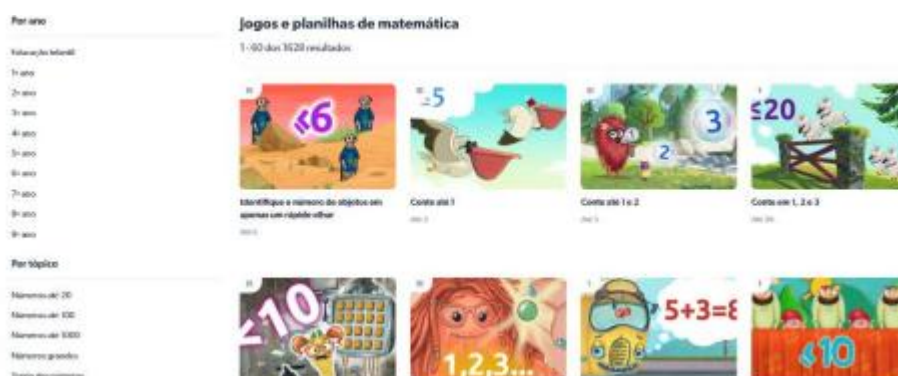 Por ano
Educação Infantil
1º ano
2º ano
3º ano
4º ano
5º ano
6º ano
7º ano
8º ano
9º ano
Por tópico
Números até 20
Números até 100
Números até 1000
Números grandes
Jogos e planilhas de matemática
1 - 60 dos 1628 resultados
≤6
≤5
3
2
≤20
Identifique o número de objetos em
apenas um rápido olhar
Conte até 1
Conte até 1 e 2
Conte em 1, 2 e 3
≤10
1,2,3...
5+3=8
≤10